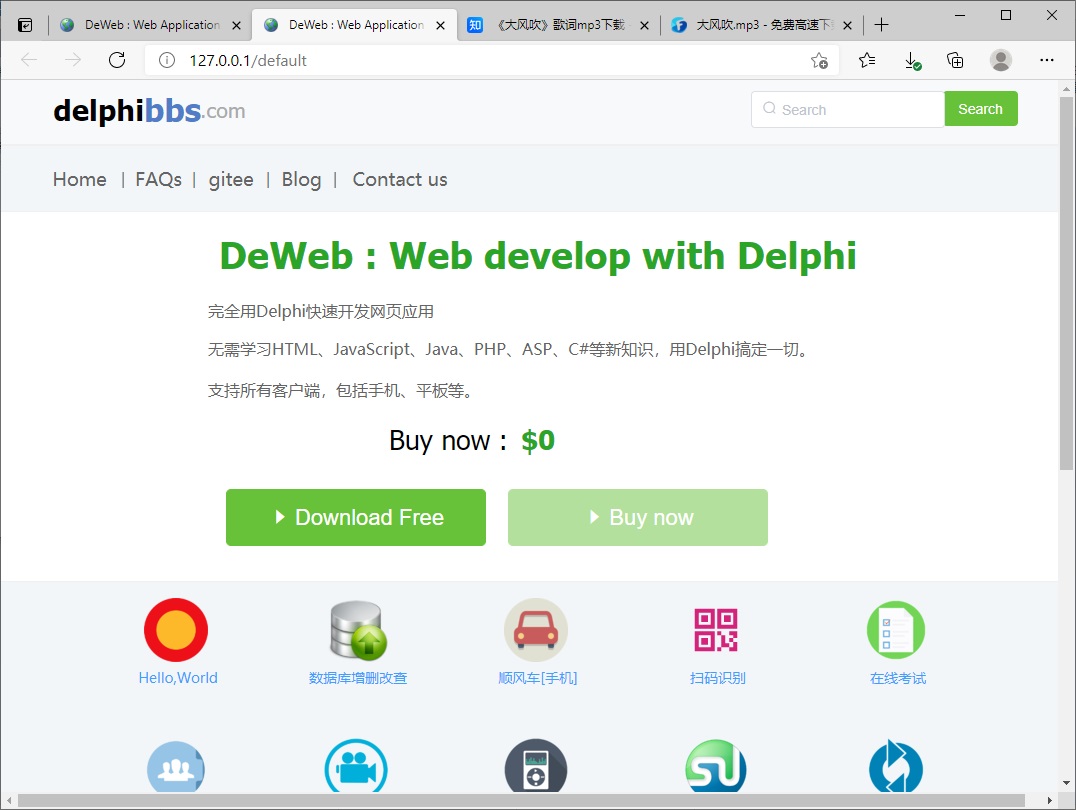 DeWeb : Web Application
DeWeb : Web Application
知 《大风吹》歌词mp3下载
大风吹.mp3 - 免费高速下
127.0.0.1/default
delphibbs.com
Search
Search
Home | FAQs | gitee | Blog | Contact us
DeWeb : Web develop with Delphi
完全用Delphi快速开发网页应用
无需学习HTML、JavaScript、Java、PHP、ASP、C#等新知识，用Delphi搞定一切。
支持所有客户端，包括手机、平板等。
Buy now : $0
Download Free
Buy now
Hello,World
数据库增删改查
顺风车[手机]
扫码识别
在线考试